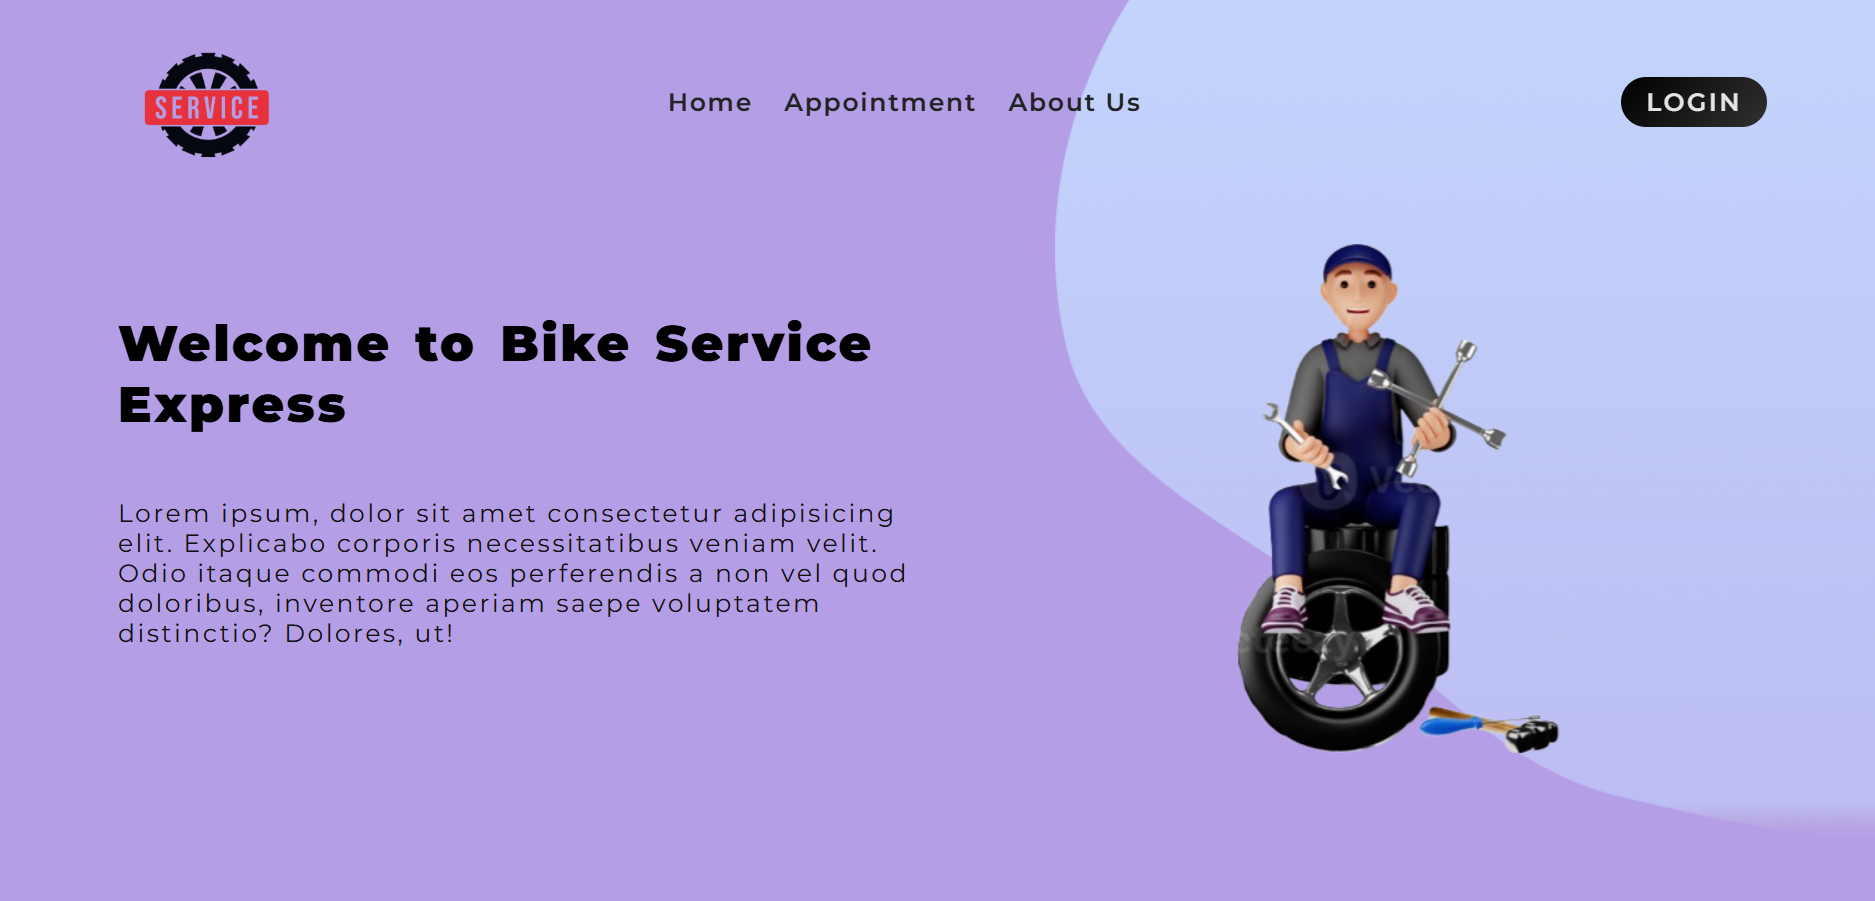 SERVICE
Home
Appointment
About Us
LOGIN
Welcome to Bike Service
Express
Lorem ipsum, dolor sit amet consectetur adipisicing
elit. Explicabo corporis necessitatibus veniam velit.
Odio itaque commodi eos perferendis a non vel quod
doloribus, inventore aperiam saepe voluptatem
distinctio? Dolores, ut!